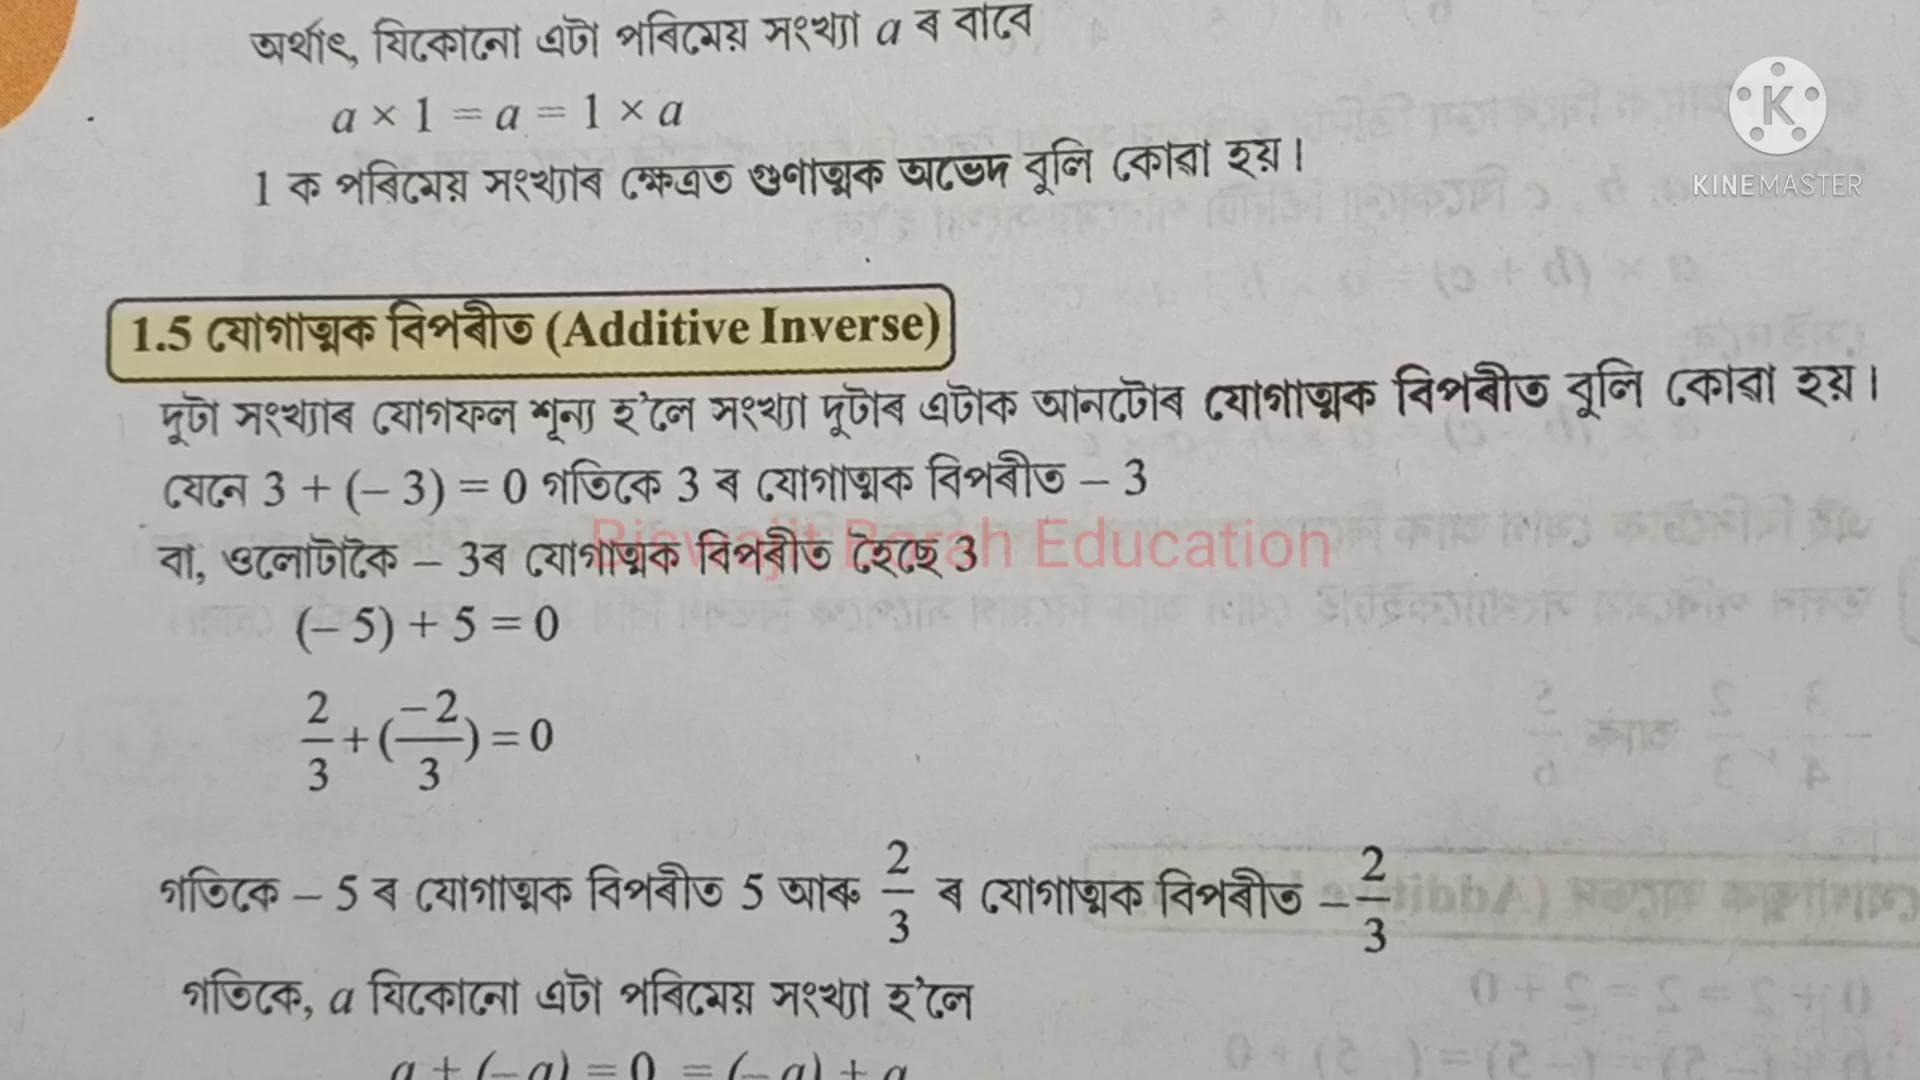 অৰ্থাৎ, যিকোনো এটা পৰিমেয় সংখ্যা a ৰ বাবে
a × 1 = a = 1 × a
1 ক পৰিমেয় সংখ্যাৰ ক্ষেত্ৰত গুণাত্মক অভেদ বুলি কোৱা হয়।
KINEMASTER
1.5 যোগাত্মক বিপৰীত (Additive Inverse)
দুটা সংখ্যাৰ যোগফল শূন্য হ'লে সংখ্যা দুটাৰ এটাক আনটোৰ যোগাত্মক বিপৰীত বুলি কোৱা হয়।
যেনে 3 + (– 3) = 0 গতিকে 3 ৰ যোগাত্মক বিপৰীত – 3
Biswajit Borah Education
বা, ওলোটাকৈ – 3ৰ যোগাত্মক বিপৰীত হৈছে 3
(– 5) + 5 = 0
2/3 + (–2/3) = 0
গতিকে – 5 ৰ যোগাত্মক বিপৰীত 5 আৰু 2/3 ৰ যোগাত্মক বিপৰীত –2/3
গতিকে, a যিকোনো এটা পৰিমেয় সংখ্যা হ'লে
a + (–a) = 0 = (–a) + a